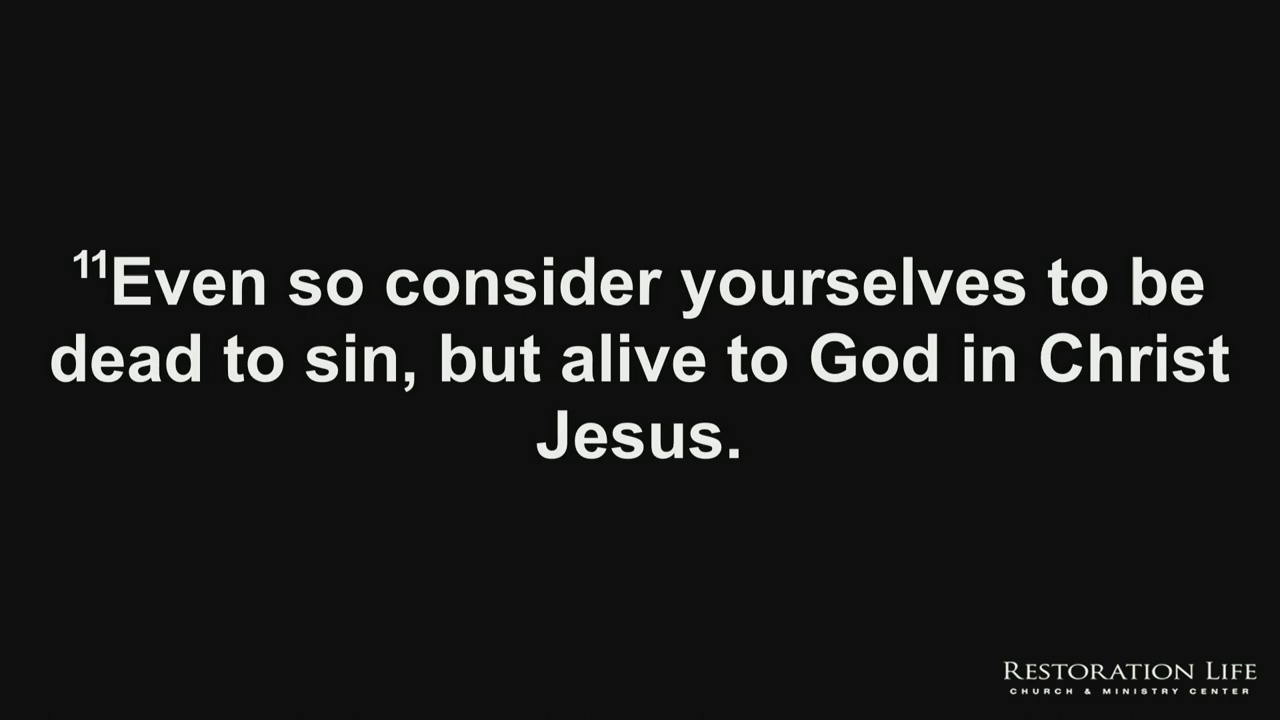 ¹¹Even so consider yourselves to be
dead to sin, but alive to God in Christ
Jesus.
RESTORATION LIFE
CHURCH & MINISTRY CENTER